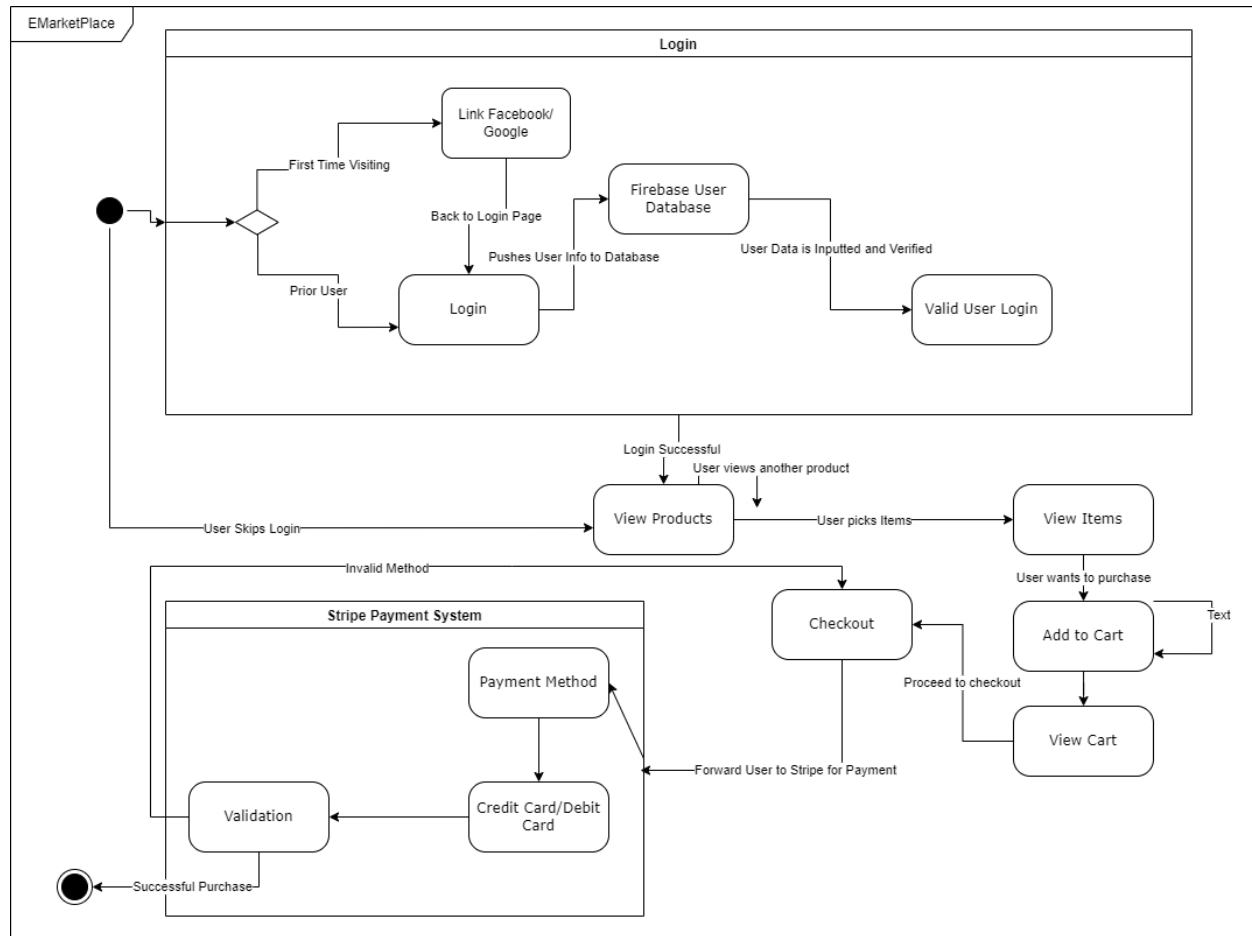 EMarketPlace
Login
Link Facebook/
Google
First Time Visiting
Firebase User
Database
Back to Login Page
Pushes User Info to Database
User Data is Inputted and Verified
Prior User
Login
Valid User Login
Login Successful
User views another product
View Products
User Skips Login
User picks Items
View Items
Invalid Method
User wants to purchase
Stripe Payment System
Checkout
Add to Cart
Text
Payment Method
Proceed to checkout
View Cart
Forward User to Stripe for Payment
Validation
Credit Card/Debit
Card
Successful Purchase